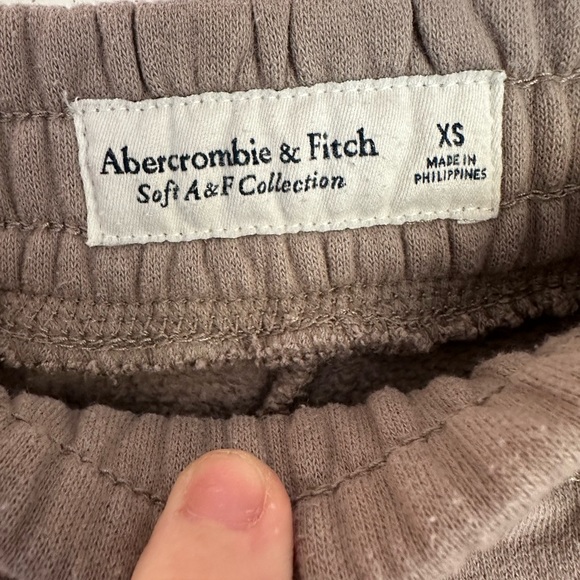 Abercrombie & Fitch
Soft A&F Collection
XS
MADE IN
PHILIPPINES